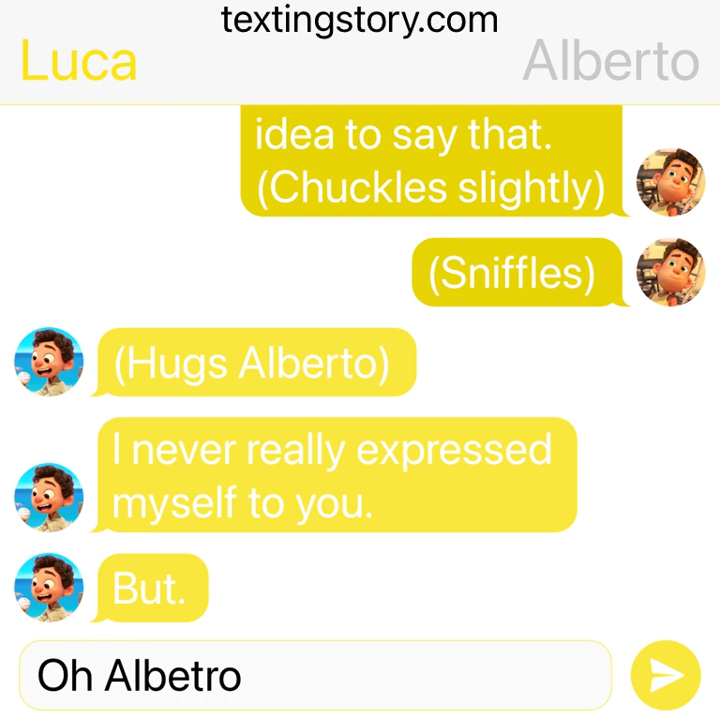 textingstory.com
Luca
Alberto
idea to say that.
(Chuckles slightly)
(Sniffles)
(Hugs Alberto)
I never really expressed
myself to you.
But.
Oh Albetro